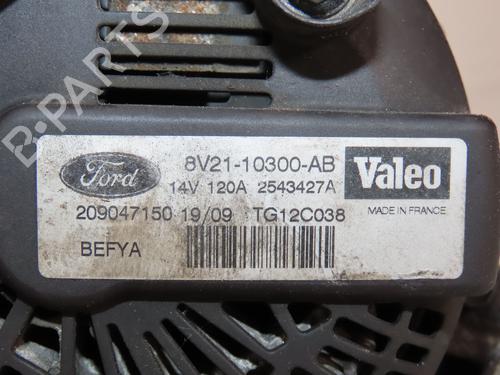 B-PARTS
Ford
8V21-10300-AB
14V 120A 2543427A
Valeo
MADE IN FRANCE
209047150 19/09 TG12C038
BEFYA